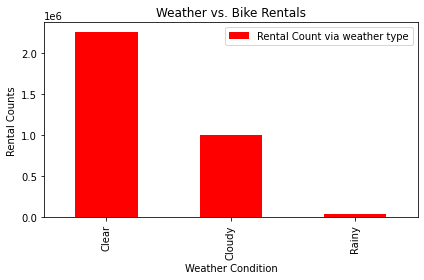 Weather vs. Bike Rentals
1e6
Rental Count via weather type
2.0
1.5
1.0
0.5
0.0
Rental Counts
Clear
Cloudy
Rainy
Weather Condition